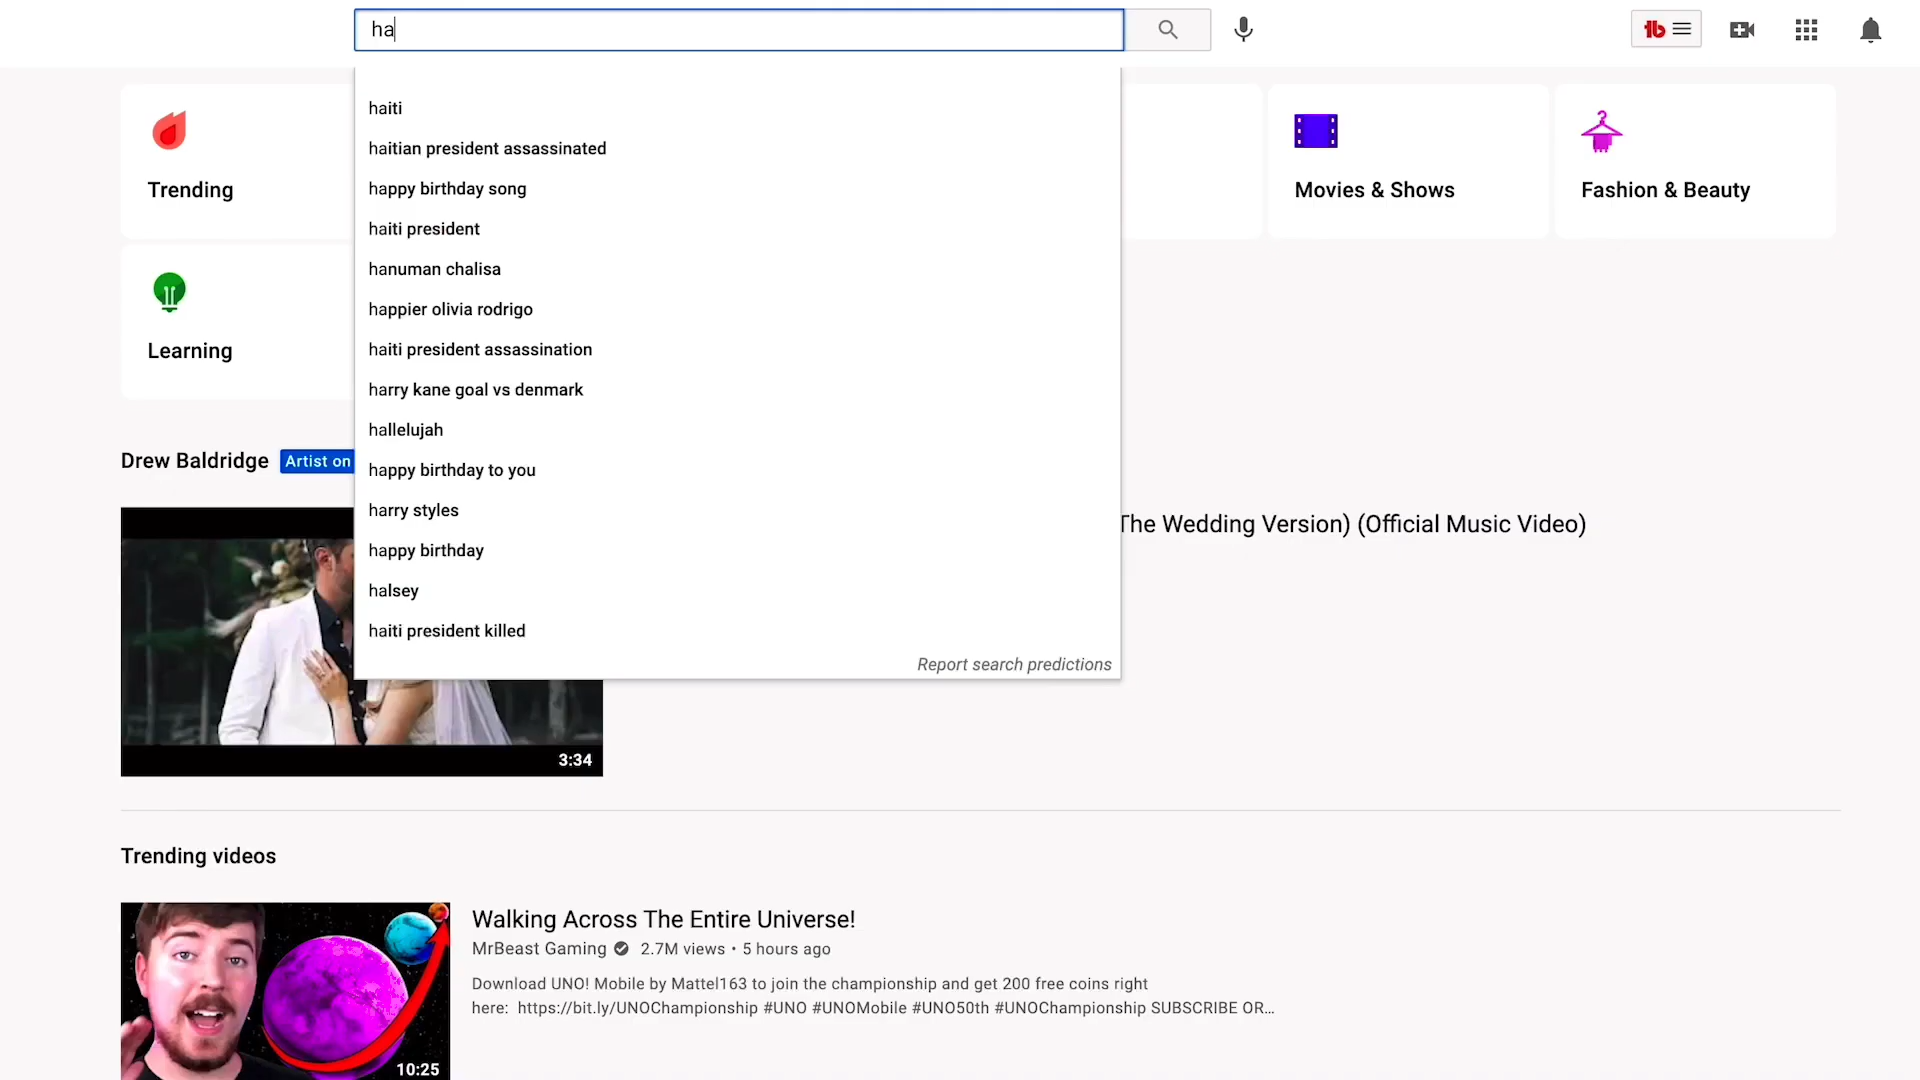 ha
haiti
haitian president assassinated
happy birthday song
haiti president
hanuman chalisa
happier olivia rodrigo
haiti president assassination
harry kane goal vs denmark
hallelujah
happy birthday to you
harry styles
happy birthday
halsey
haiti president killed
Report search predictions
Trending
Movies & Shows
Fashion & Beauty
Learning
Drew Baldridge Artist on
The Wedding Version) (Official Music Video)
3:34
Trending videos
Walking Across The Entire Universe!
MrBeast Gaming 2.7M views • 5 hours ago
Download UNO! Mobile by Mattel163 to join the championship and get 200 free coins right
here: https://bit.ly/UNOChampionship #UNO #UNOMobile #UNO50th #UNOChampionship SUBSCRIBE OR...
10:25